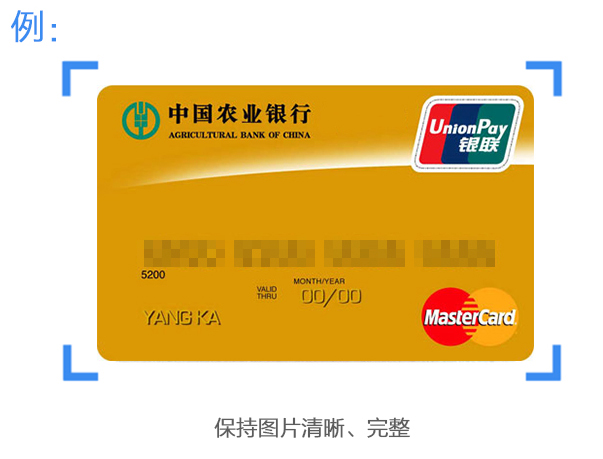 例：
中国农业银行
AGRICULTURAL BANK OF CHINA
UnionPay
银联
5200
MONTH/YEAR
VALID
THRU
00/00
YANG KA
MasterCard
保持图片清晰、完整